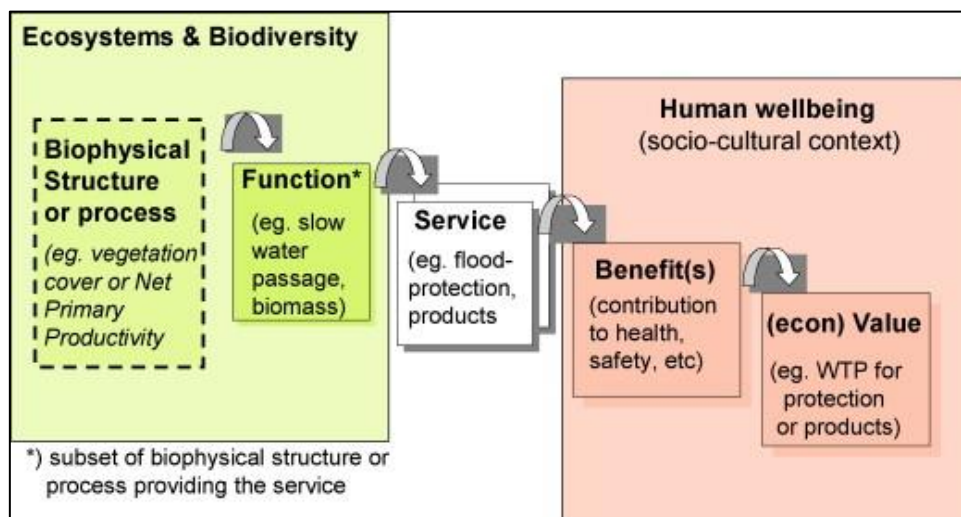 Ecosystems & Biodiversity
Biophysical
Structure
or process
(eg. vegetation
cover or Net
Primary
Productivity
Function*
(eg. slow
water
passage,
biomass)
Service
(eg. flood-
protection,
products
Human wellbeing
(socio-cultural context)
Benefit(s)
(contribution
to health,
safety, etc)
(econ) Value
(eg. WTP for
protection
or products)
*) subset of biophysical structure or
process providing the service